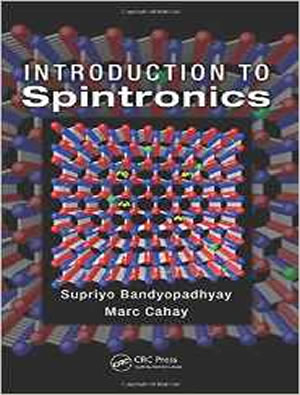 INTRODUCTION TO
Spintronics
Supriyo Bandyopadhyay
Marc Cahay
CRC Press